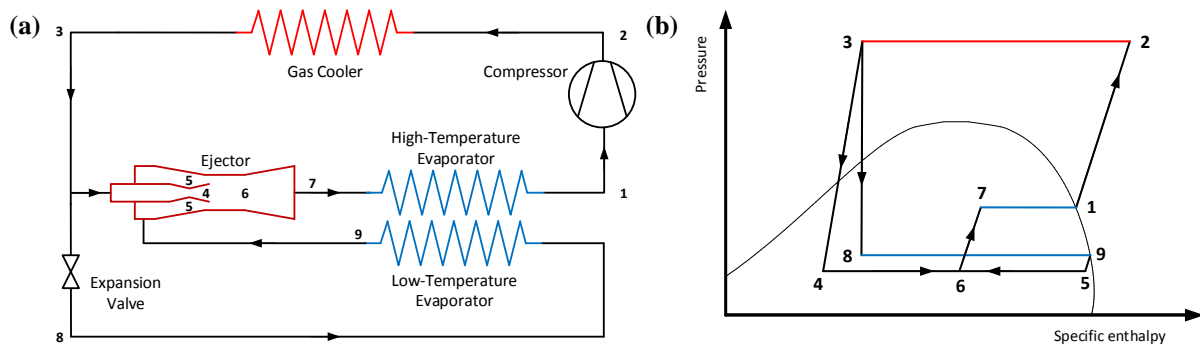 (a)
3
Gas Cooler
2
Compressor
High-Temperature
Evaporator
Ejector
5
4
6
5
7
1
9
Low-Temperature
Evaporator
Expansion
Valve
8
(b)
Pressure
3
2
7
1
8
9
4
6
5
Specific enthalpy